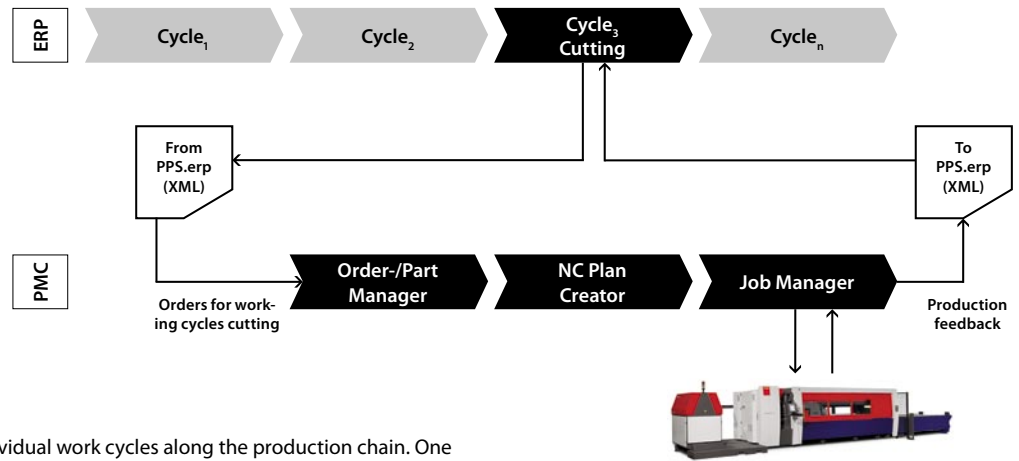 ERP
Cycle1
Cycle2
Cycle3
Cutting
Cyclen
From
PPS.erp
(XML)
To
PPS.erp
(XML)
PMC
Order-/Part
Manager
NC Plan
Creator
Job Manager
Orders for work-
ing cycles cutting
Production
feedback
vidual work cycles along the production chain. One